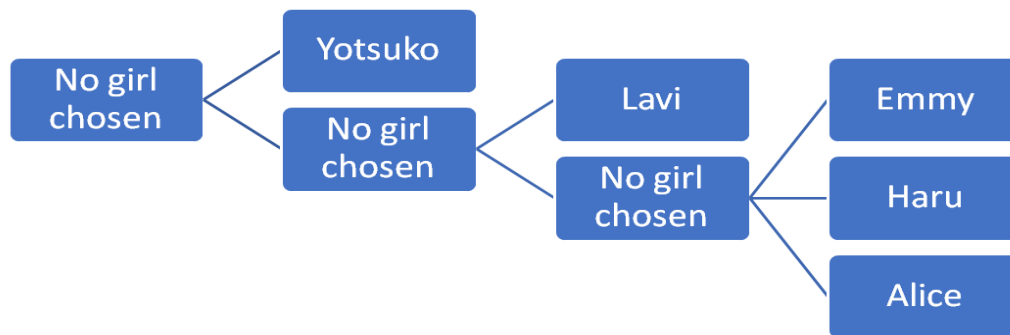 No girl
chosen
Yotsuko
No girl
chosen
Lavi
No girl
chosen
Emmy
Haru
Alice